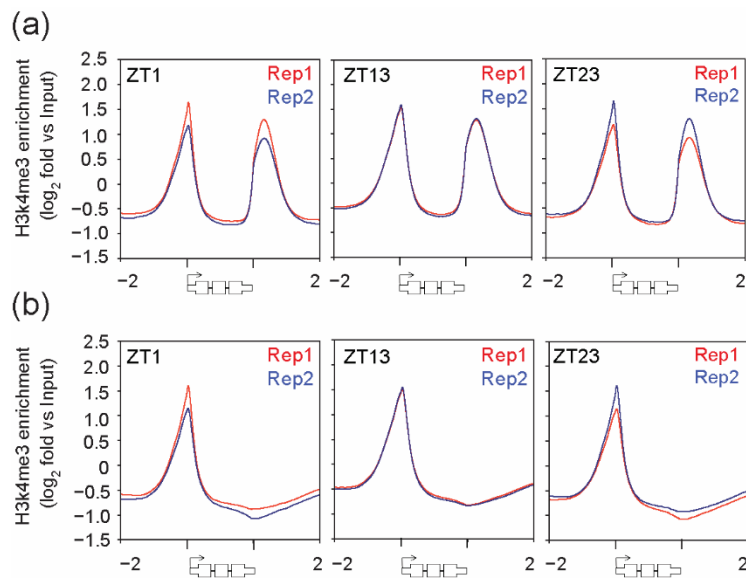 (a)
H3k4me3 enrichment
(log₂ fold vs Input)
2.5
2.0
1.5
1.0
0.5
0
−0.5
−1.0
−1.5
ZT1
Rep1
Rep2
ZT13
Rep1
Rep2
ZT23
Rep1
Rep2
−2
2
−2
2
−2
2
(b)
H3k4me3 enrichment
(log₂ fold vs Input)
2.5
2.0
1.5
1.0
0.5
0
−0.5
−1.0
−1.5
ZT1
Rep1
Rep2
ZT13
Rep1
Rep2
ZT23
Rep1
Rep2
−2
2
−2
2
−2
2